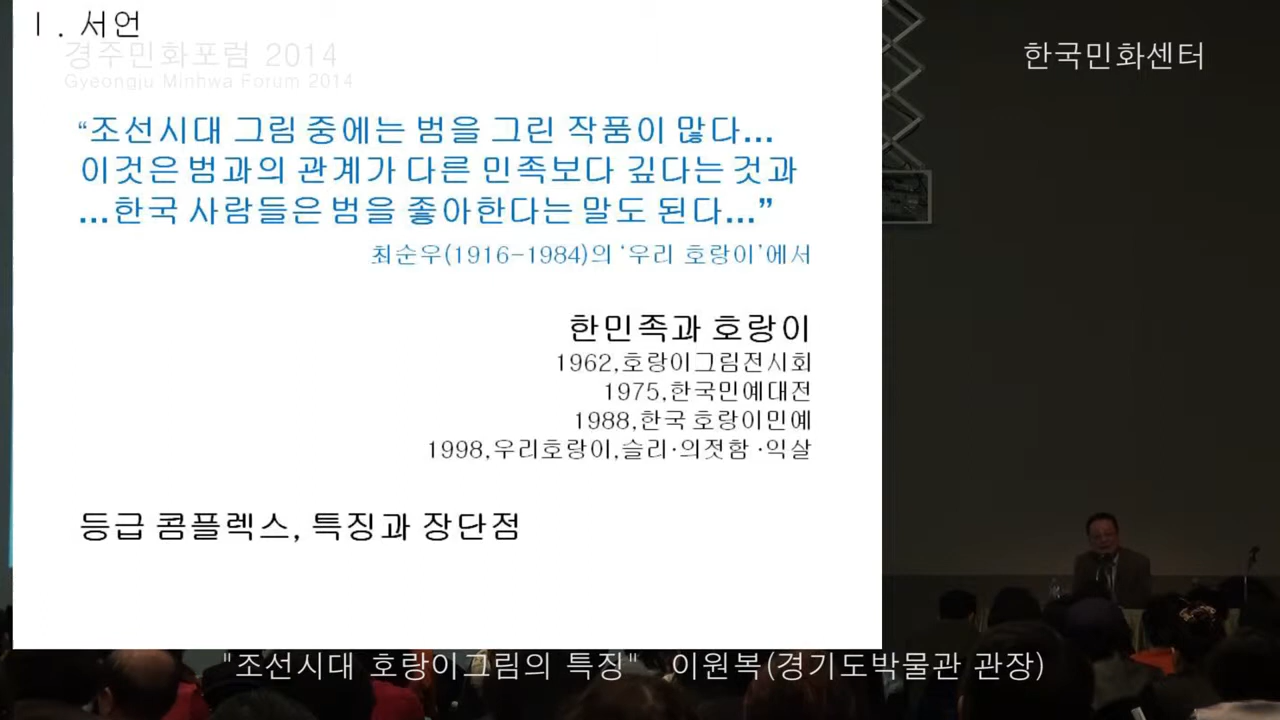 Ⅰ. 서언
경주민화포럼 2014
Gyeongju Minhwa Forum 2014
한국민화센터
“조선시대 그림 중에는 범을 그린 작품이 많다...
이것은 범과의 관계가 다른 민족보다 깊다는 것과
...한국 사람들은 범을 좋아한다는 말도 된다...”
최순우(1916-1984)의 ‘우리 호랑이’에서
한민족과 호랑이
1962,호랑이그림전시회
1975,한국민예대전
1988,한국 호랑이민예
1998,우리호랑이,슬리·의젓함 ·익살
등급 콤플렉스, 특징과 장단점
"조선시대 호랑이그림의 특징" 이원복(경기도박물관 관장)